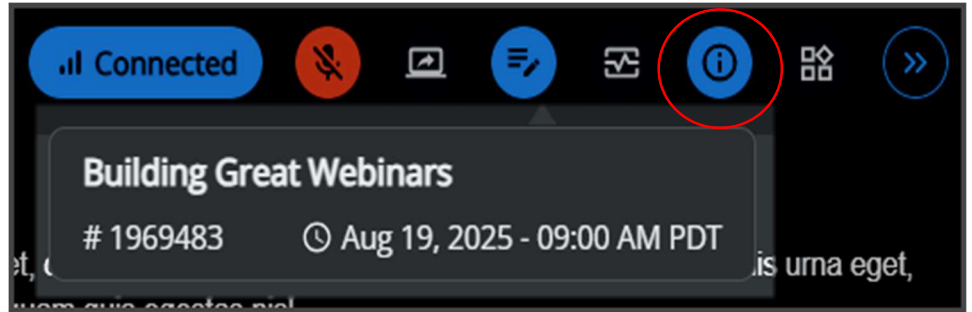 Connected
Building Great Webinars
# 1969483 Aug 19, 2025 - 09:00 AM PDT
is urna eget,